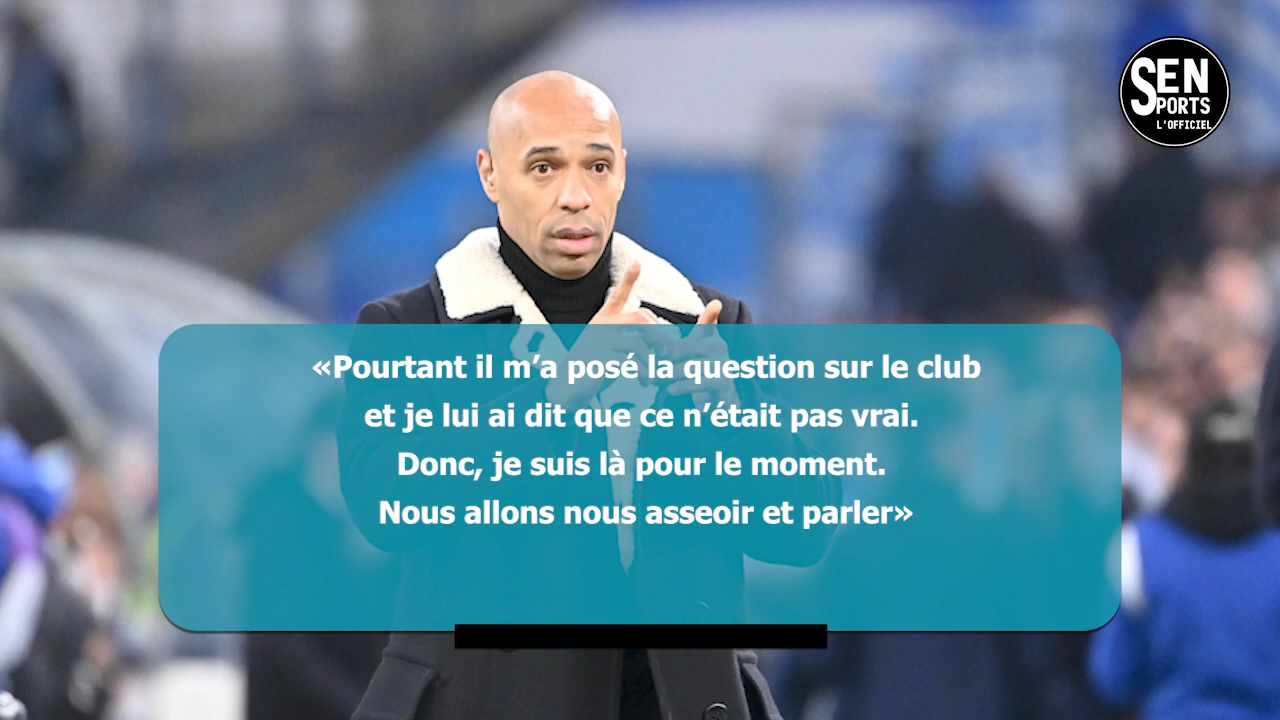 SEN
SPORTS
L'OFFICIEL
«Pourtant il m’a posé la question sur le club
et je lui ai dit que ce n’était pas vrai.
Donc, je suis là pour le moment.
Nous allons nous asseoir et parler»